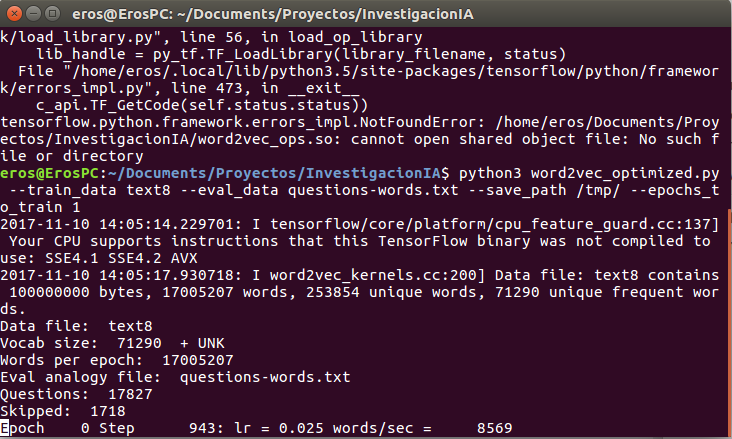 eros@ErosPC: ~/Documents/Proyectos/InvestigacionIA
k/load_library.py", line 56, in load_op_library
    lib_handle = py_tf.TF_LoadLibrary(library_filename, status)
  File "/home/eros/.local/lib/python3.5/site-packages/tensorflow/python/framewor
k/errors_impl.py", line 473, in __exit__
    c_api.TF_GetCode(self.status.status))
tensorflow.python.framework.errors_impl.NotFoundError: /home/eros/Documents/Proy
ectos/InvestigacionIA/word2vec_ops.so: cannot open shared object file: No such f
ile or directory
eros@ErosPC:~/Documents/Proyectos/InvestigacionIA$ python3 word2vec_optimized.py
 --train_data text8 --eval_data questions-words.txt --save_path /tmp/ --epochs_t
o_train 1
2017-11-10 14:05:14.229701: I tensorflow/core/platform/cpu_feature_guard.cc:137]
 Your CPU supports instructions that this TensorFlow binary was not compiled to
use: SSE4.1 SSE4.2 AVX
2017-11-10 14:05:17.930718: I word2vec_kernels.cc:200] Data file: text8 contains
 100000000 bytes, 17005207 words, 253854 unique words, 71290 unique frequent wor
ds.
Data file:  text8
Vocab size:  71290  + UNK
Words per epoch:  17005207
Eval analogy file:  questions-words.txt
Questions:  17827
Skipped:  1718
Epoch    0 Step      943: lr = 0.025 words/sec =     8569